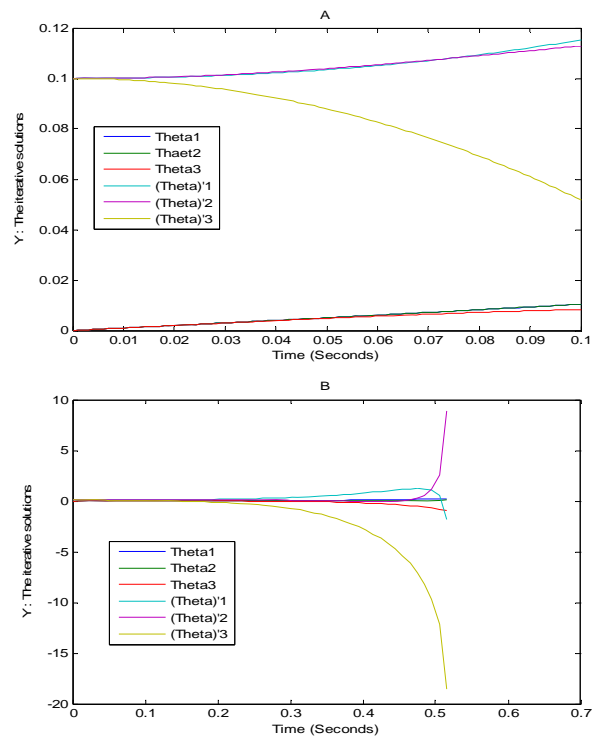 A
0.12
0.1
0.08
0.06
0.04
0.02
0
Y : The iterative solutions
Theta1
Thaet2
Theta3
(Theta)'1
(Theta)'2
(Theta)'3
0 0.01 0.02 0.03 0.04 0.05 0.06 0.07 0.08 0.09 0.1
Time (Seconds)
B
10
5
0
-5
-10
-15
-20
Y : The iterative solutions
Theta1
Theta2
Theta3
(Theta)'1
(Theta)'2
(Theta)'3
0 0.1 0.2 0.3 0.4 0.5 0.6 0.7
Time (Seconds)